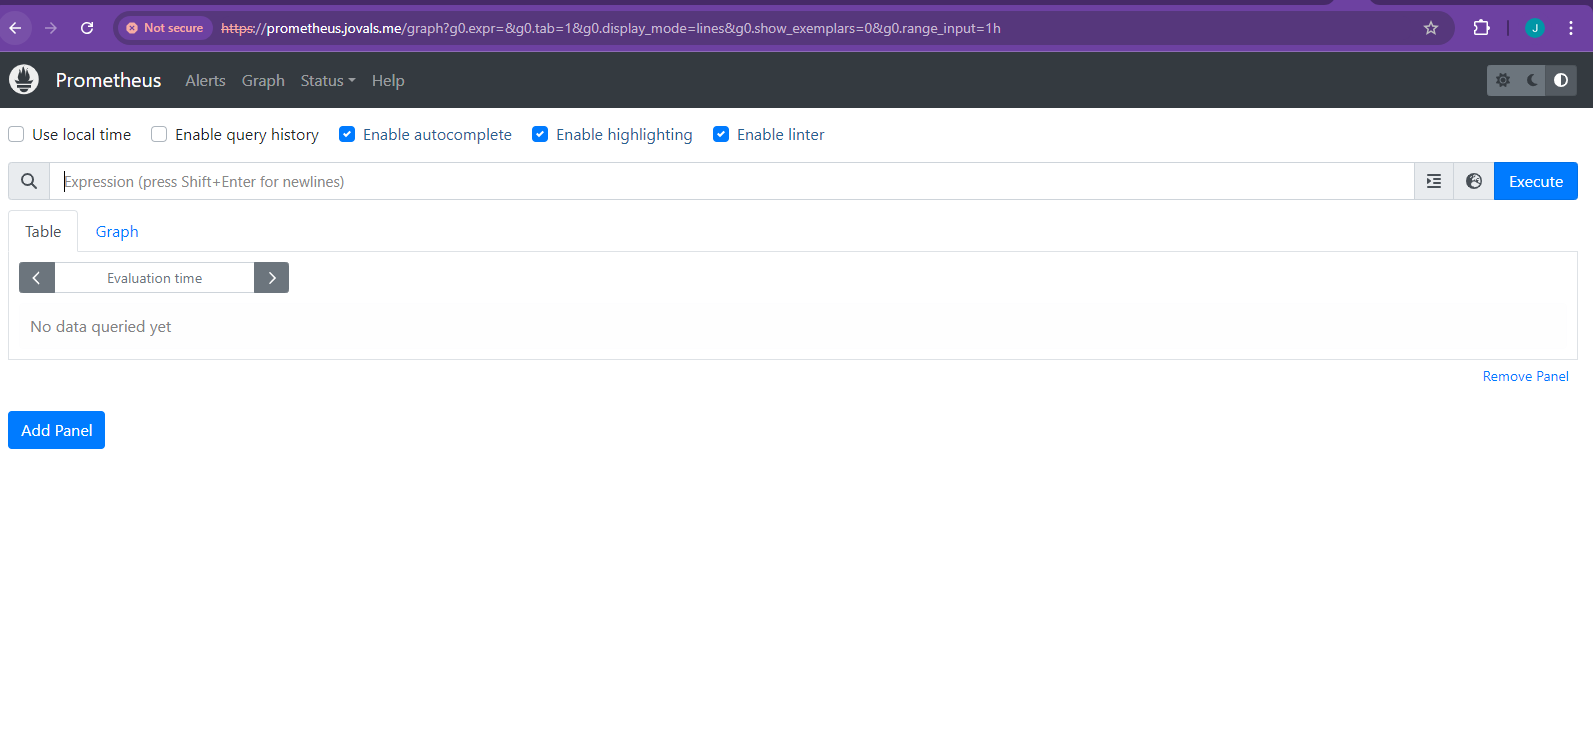 Not secure https://prometheus.jovals.me/graph?g0.expr=&g0.tab=1&g0.display_mode=lines&g0.show_exemplars=0&g0.range_input=1h J
Prometheus Alerts Graph Status Help
Use local time Enable query history Enable autocomplete Enable highlighting Enable linter
Expression (press Shift+Enter for newlines) Execute
Table Graph
Evaluation time
No data queried yet
Remove Panel
Add Panel